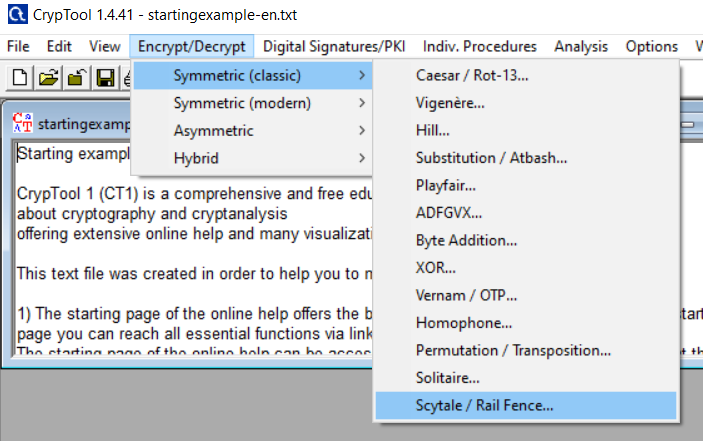 CrypTool 1.4.41 - startingexample-en.txt
File Edit View Encrypt/Decrypt Digital Signatures/PKI Indiv. Procedures Analysis Options
Symmetric (classic)
Symmetric (modern)
Asymmetric
Hybrid
Caesar / Rot-13...
Vigenère...
Hill...
Substitution / Atbash...
Playfair...
ADFGVX...
Byte Addition...
XOR...
Vernam / OTP...
Homophone...
Permutation / Transposition...
Solitaire...
Scytale / Rail Fence...
startingexamp
Starting exampl
CrypTool 1 (CT1) is a comprehensive and free edu
about cryptography and cryptanalysis
offering extensive online help and many visualizati
This text file was created in order to help you to m
1) The starting page of the online help offers the b start
page you can reach all essential functions via link
The starting page of the online help can be acces